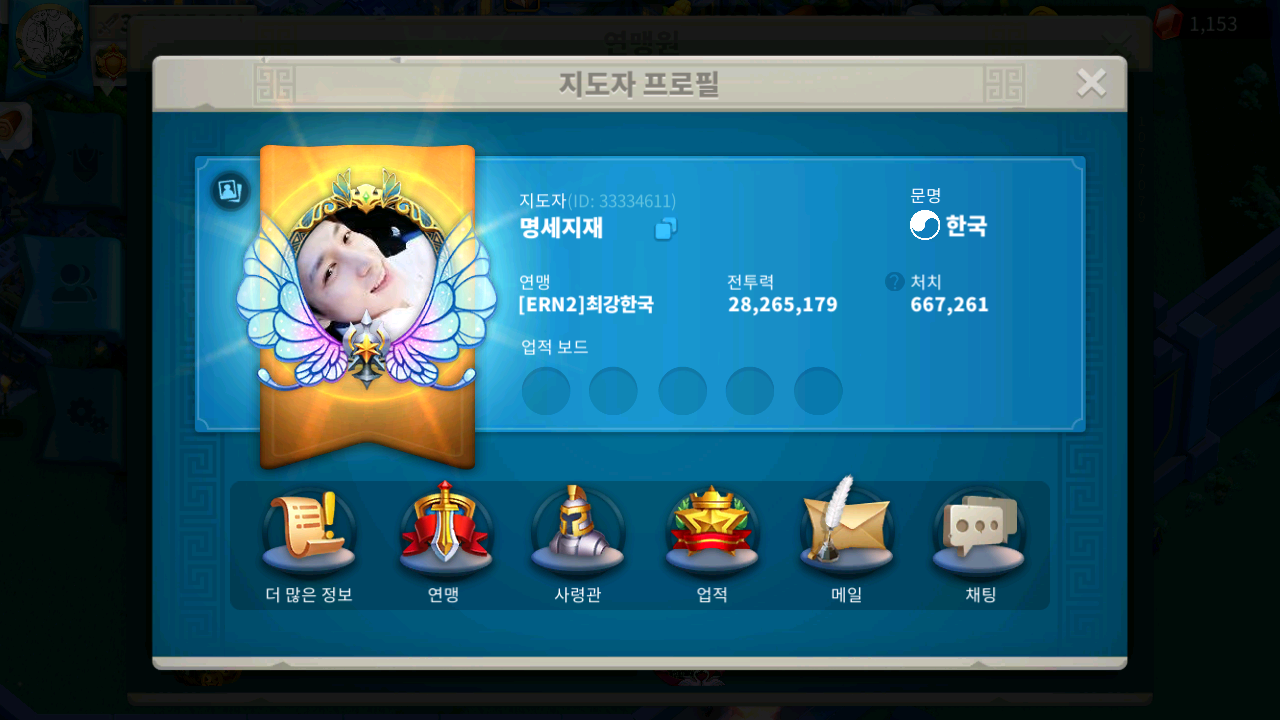 연맹원
1,153
지도자 프로필
지도자(ID: 33334611)
명세지재
문명
한국
연맹
[ERN2]최강한국
전투력
28,265,179
?
처치
667,261
업적 보드
더 많은 정보
연맹
사령관
업적
메일
채팅